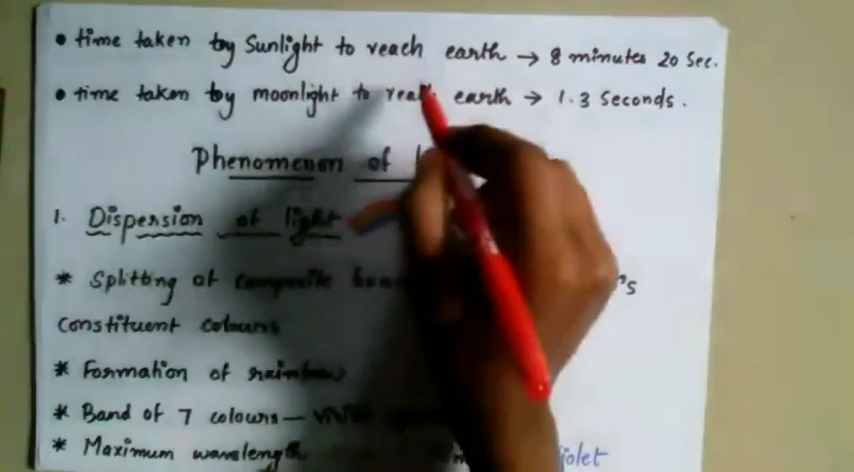 • time taken by Sunlight to reach earth → 8 minutes 20 Sec.
• time taken by moonlight to earth → 1.3 seconds.
Phenomenon of
1. Dispersion of light
* Splitting of composite 's
constituent colours
* Formation of rainbow
* Band of 7 colours —
* Maximum wavelength